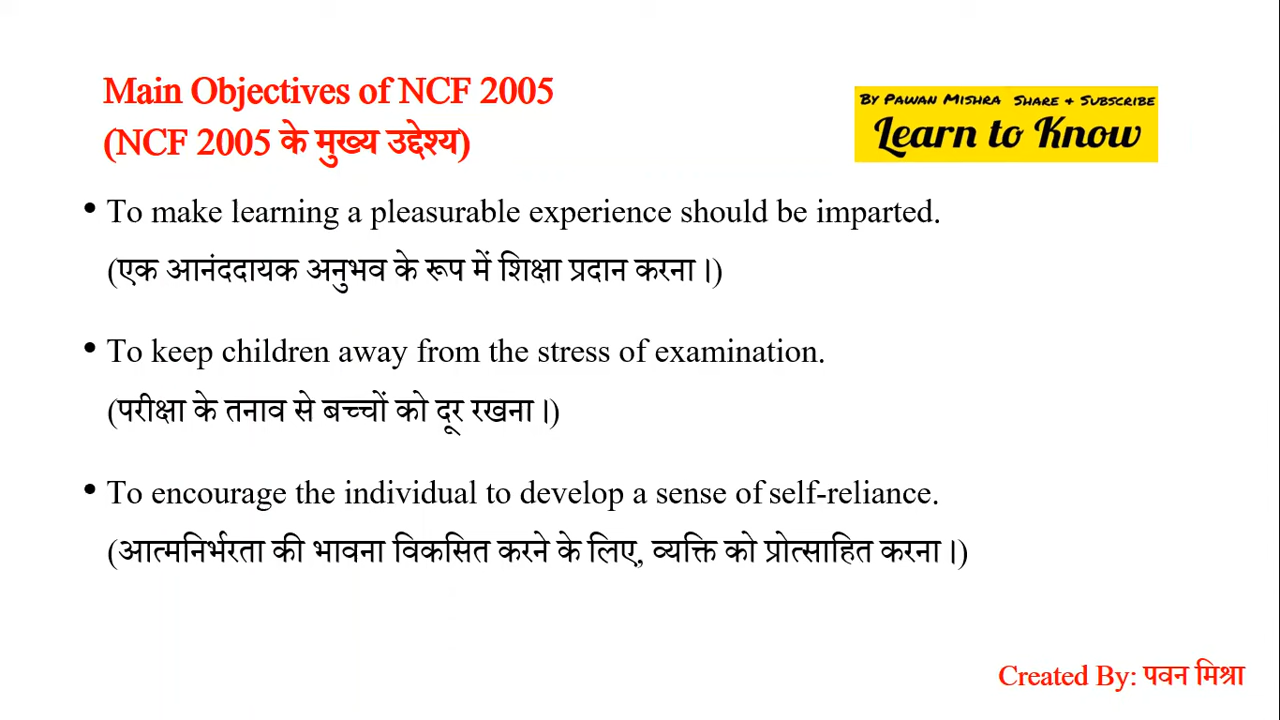 Main Objectives of NCF 2005
(NCF 2005 के मुख्य उद्देश्य)
By Pawan Mishra Share & Subscribe
Learn to Know
• To make learning a pleasurable experience should be imparted.
(एक आनंददायक अनुभव के रूप में शिक्षा प्रदान करना।)
• To keep children away from the stress of examination.
(परीक्षा के तनाव से बच्चों को दूर रखना।)
• To encourage the individual to develop a sense of self-reliance.
(आत्मनिर्भरता की भावना विकसित करने के लिए, व्यक्ति को प्रोत्साहित करना।)
Created By: पवन मिश्रा